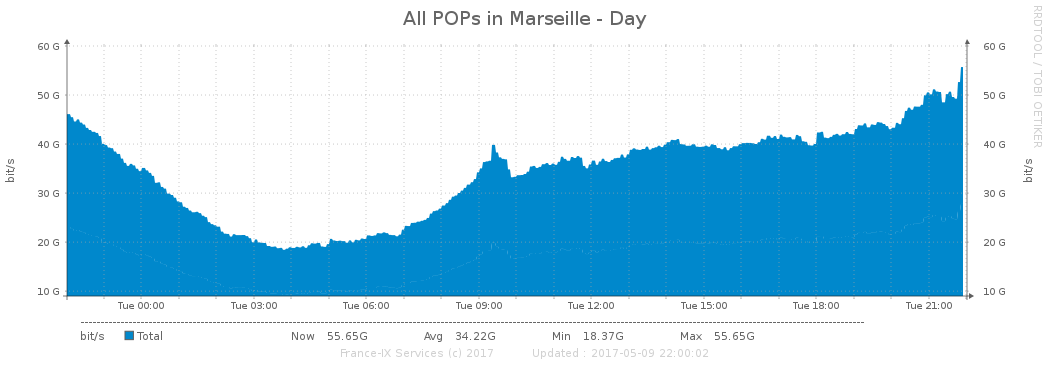 All POPs in Marseille - Day
RRDTOOL / TOBI OETIKER
60 G 60 G
50 G 50 G
40 G 40 G
30 G 30 G
20 G 20 G
10 G 10 G
bit/s bit/s
Tue 00:00 Tue 03:00 Tue 06:00 Tue 09:00 Tue 12:00 Tue 15:00 Tue 18:00 Tue 21:00
bit/s Total Now 55.65G Avg 34.22G Min 18.37G Max 55.65G
France-IX Services (c) 2017 Updated : 2017-05-09 22:00:02